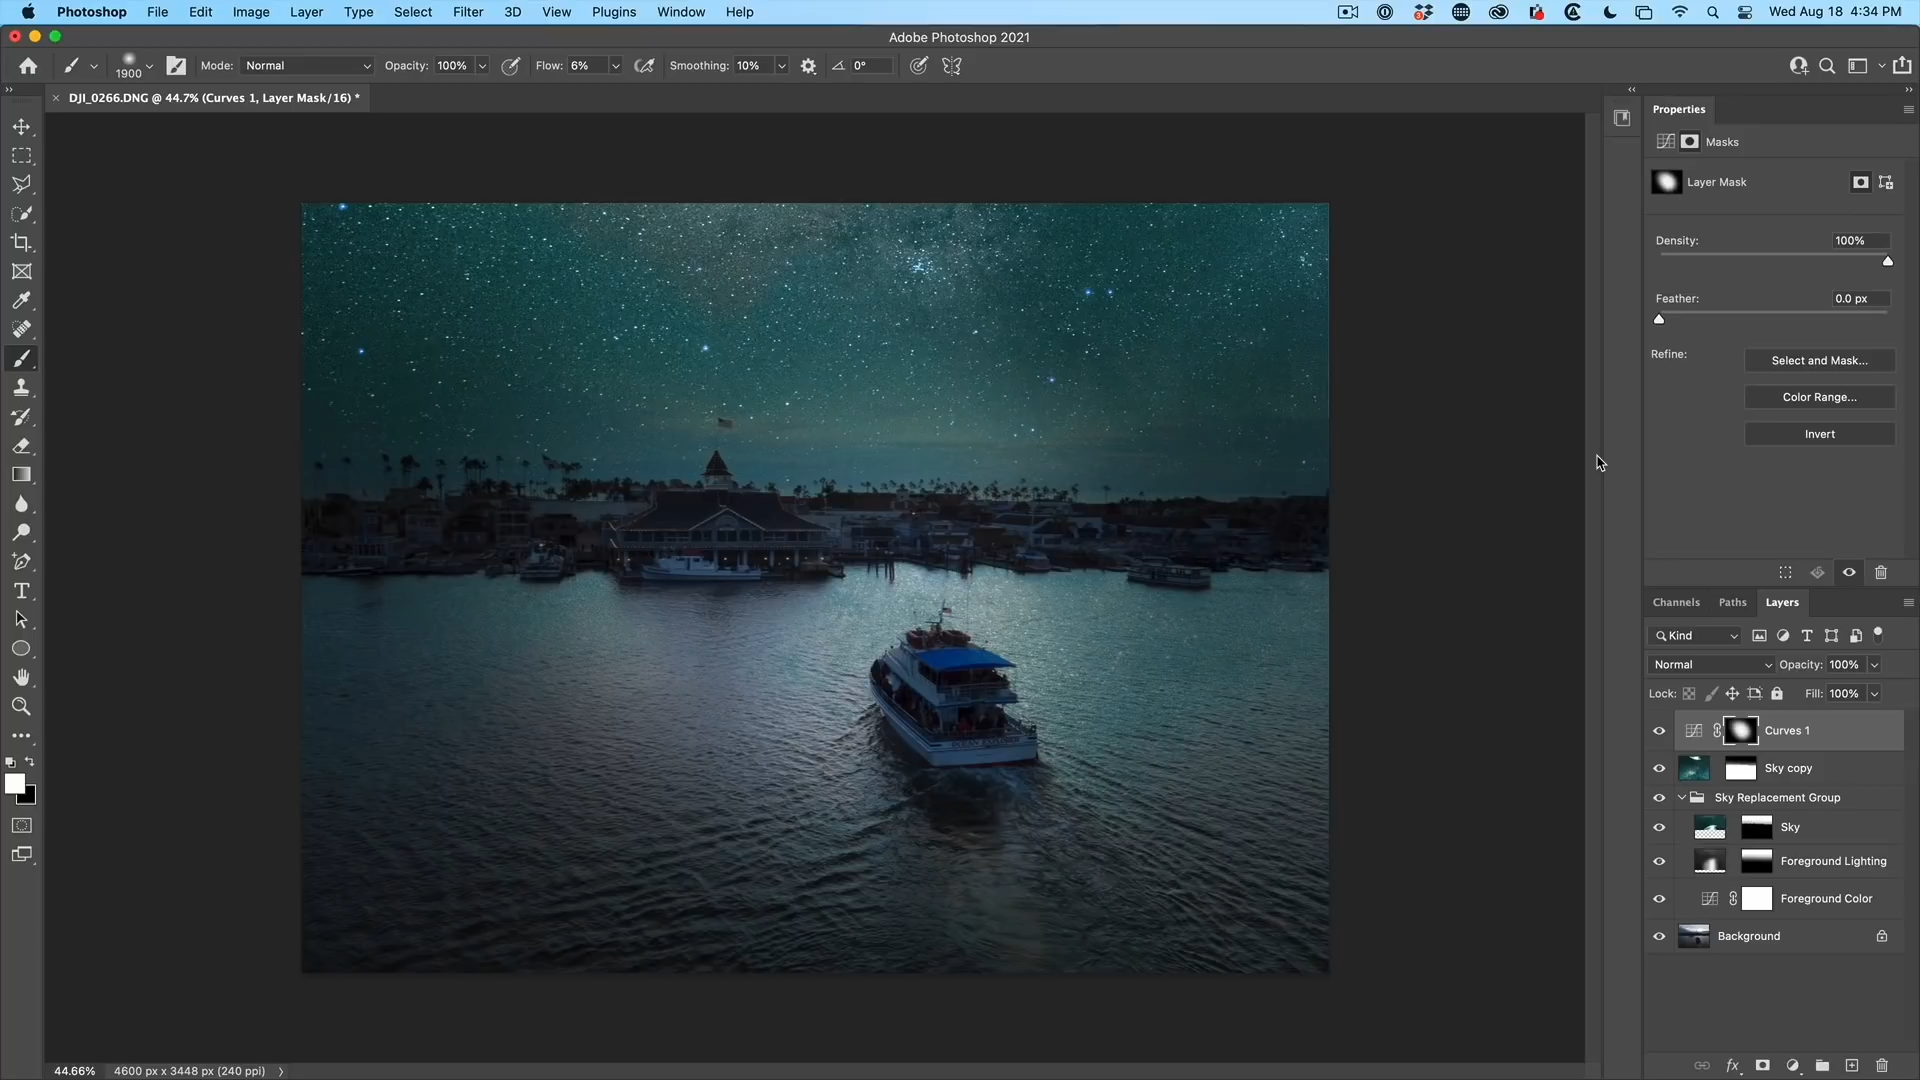 Photoshop File Edit Image Layer Type Select Filter 3D View Plugins Window Help Wed Aug 18 4:34 PM
Adobe Photoshop 2021
1900 Mode: Normal Opacity: 100% Flow: 6% Smoothing: 10% 0°
× DJI_0266.DNG @ 44.7% (Curves 1, Layer Mask/16) *
Properties
Masks
Layer Mask
Density: 100%
Feather: 0.0 px
Refine: Select and Mask...
Color Range...
Invert
Channels Paths Layers
Kind
Normal Opacity: 100%
Lock: Fill: 100%
Curves 1
Sky copy
Sky Replacement Group
Sky
Foreground Lighting
Foreground Color
Background
44.66% 4600 px x 3448 px (240 ppi)